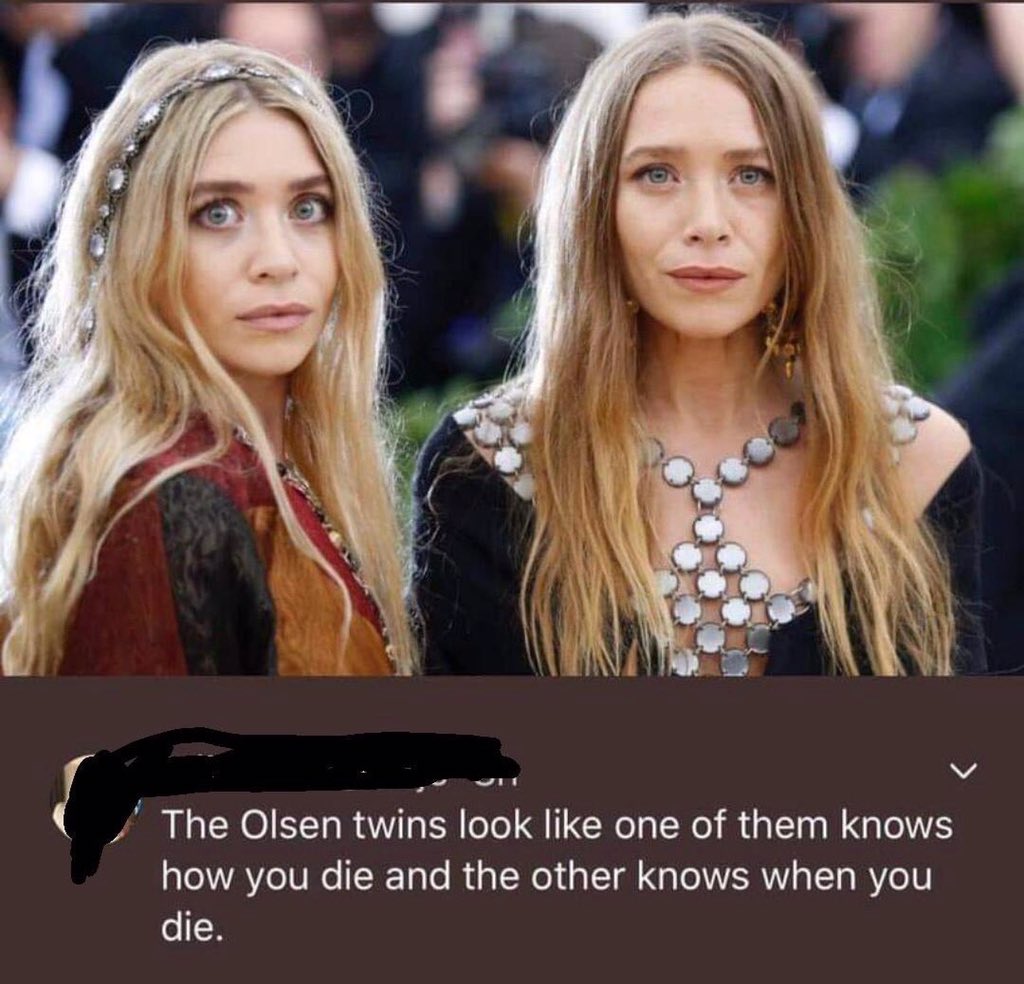 The Olsen twins look like one of them knows
how you die and the other knows when you
die.